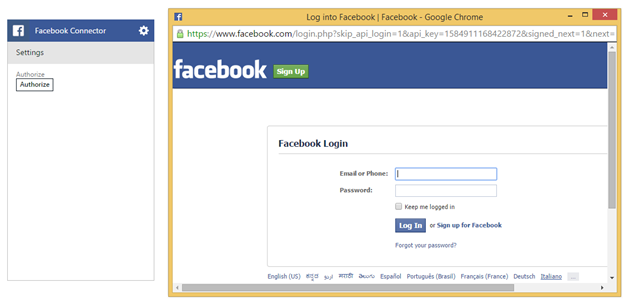 Facebook Connector
Settings
Authorize
Authorize
Log into Facebook | Facebook - Google Chrome
https://www.facebook.com/login.php?skip_api_login=1&api_key=1584911168422872&signed_next=1&next=
facebook Sign Up
Facebook Login
Email or Phone:
Password:
Keep me logged in
Log In or Sign up for Facebook
Forgot your password?
English (US) ಕನ್ನಡ اردو मराठी తెలుగు Español Português (Brasil) Français (France) Deutsch Italiano ...